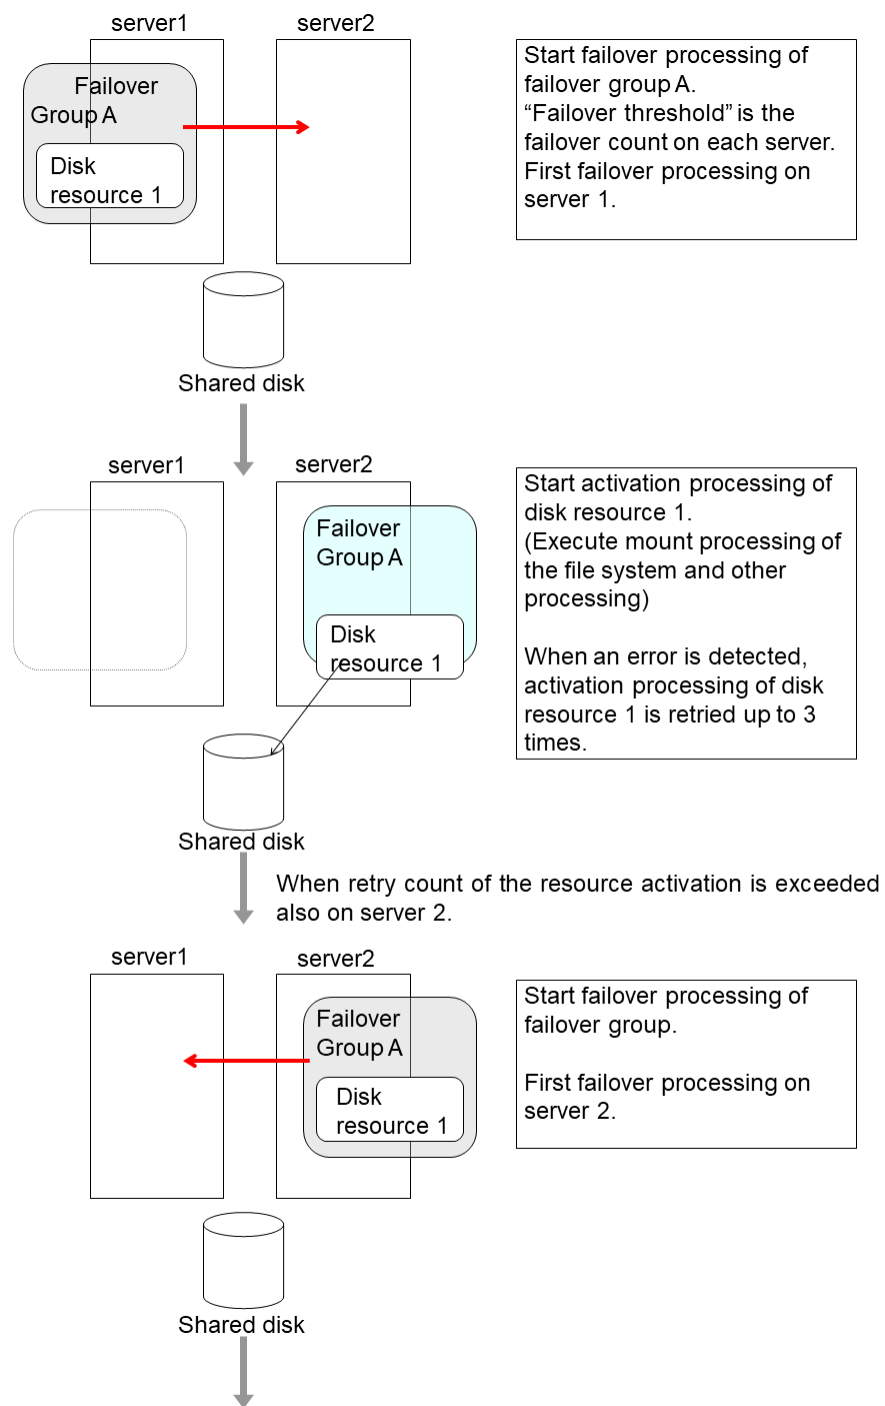 server1
server2
Failover
Group A
Disk
resource 1
Start failover processing of
failover group A.
“Failover threshold” is the
failover count on each server.
First failover processing on
server 1.
Shared disk
server1
server2
Failover
Group A
Disk
resource 1
Start activation processing of
disk resource 1.
(Execute mount processing of
the file system and other
processing)
When an error is detected,
activation processing of disk
resource 1 is retried up to 3
times.
Shared disk
When retry count of the resource activation is exceeded
also on server 2.
server1
server2
Failover
Group A
Disk
resource 1
Start failover processing of
failover group.
First failover processing on
server 2.
Shared disk